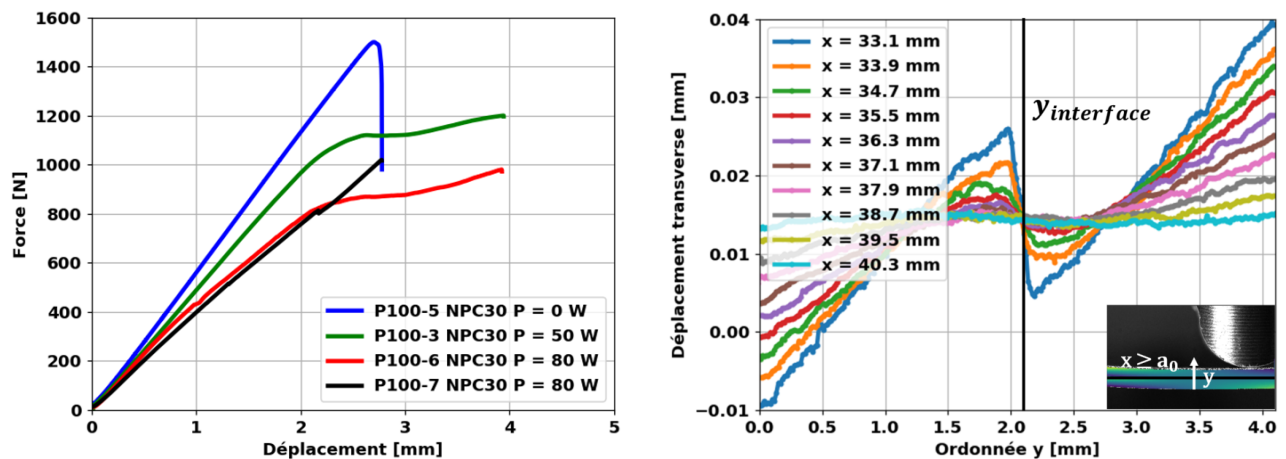 1600
1400
1200
1000
800
600
400
200
0
Force [N]
0
1
2
3
4
5
Déplacement [mm]
P100-5 NPC30 P = 0 W
P100-3 NPC30 P = 50 W
P100-6 NPC30 P = 80 W
P100-7 NPC30 P = 80 W
0.04
0.03
0.02
0.01
0.00
−0.01
Déplacement transverse [mm]
0.0
0.5
1.0
1.5
2.0
2.5
3.0
3.5
4.0
Ordonnée y [mm]
x = 33.1 mm
x = 33.9 mm
x = 34.7 mm
x = 35.5 mm
x = 36.3 mm
x = 37.1 mm
x = 37.9 mm
x = 38.7 mm
x = 39.5 mm
x = 40.3 mm
yinterface
x ≥ a0
y